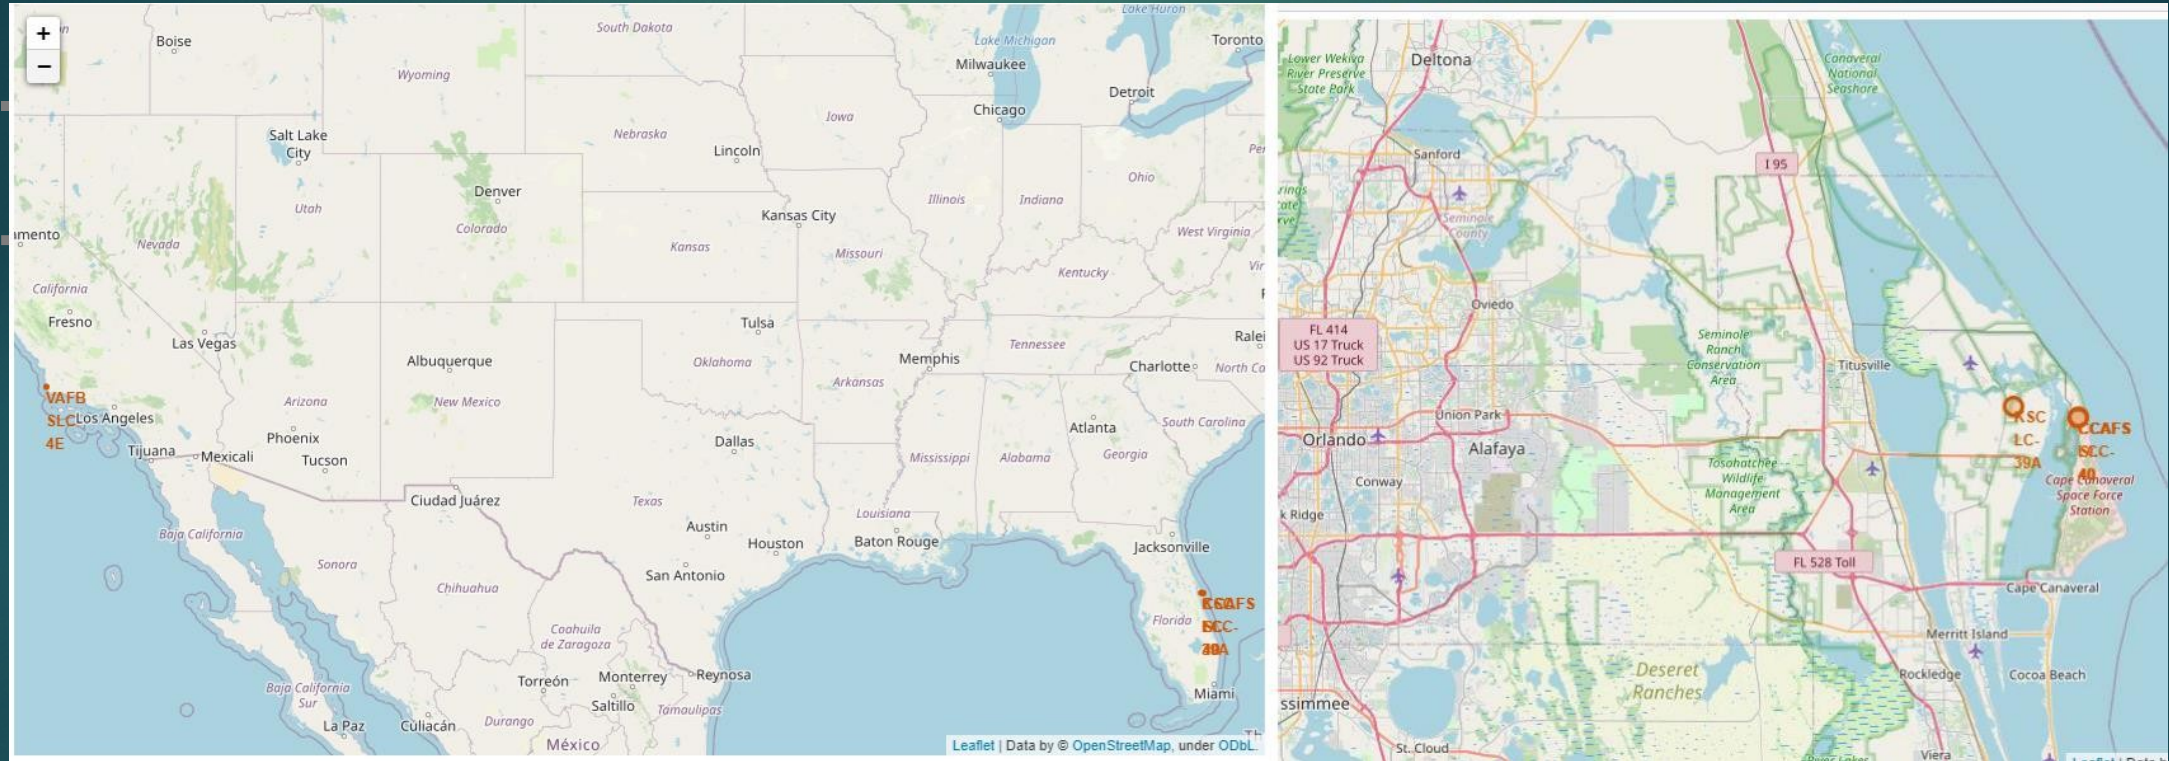 +
−
Boise
South Dakota
Lake Huron
Lake Michigan
Toronto
Wyoming
Milwaukee
Detroit
Chicago
Salt Lake
City
Iowa
Nebraska
Lincoln
Denver
Ohio
Utah
Illinois
Indiana
Kansas City
Colorado
Nevada
Kansas
Missouri
West Virginia
Kentucky
California
Fresno
Las Vegas
Tulsa
Albuquerque
Oklahoma
Memphis
Tennessee
Charlotte
Arkansas
VAFB
SLC-
4E
Los Angeles
Arizona
New Mexico
Phoenix
Tucson
Tijuana
Mexicali
Dallas
Atlanta
South Carolina
Mississippi
Alabama
Georgia
Ciudad Juárez
Texas
Louisiana
Austin
Houston
Baton Rouge
Jacksonville
Baja California
Sonora
Chihuahua
San Antonio
Florida
Coahuila
de Zaragoza
Baja California
Sur
Torreón
Monterrey
Reynosa
Saltillo
Tamaulipas
Miami
La Paz
Culiacán
Durango
México
Leaflet | Data by © OpenStreetMap, under ODbL.
Lower Wekiva
River Preserve
State Park
Deltona
Canaveral
National
Seashore
Sanford
I 95
Seminole
County
Oviedo
FL 414
US 17 Truck
US 92 Truck
Seminole
Ranch
Conservation
Area
Titusville
Union Park
Orlando
Alafaya
KSC
LC-
39A
CCAFS
SLC-
40
Tosohatchee
Wildlife
Management
Area
Conway
Cape Canaveral
Space Force
Station
k Ridge
FL 528 Toll
Cape Canaveral
Merritt Island
Deseret
Ranches
Rockledge
Cocoa Beach
ssimmee
St. Cloud
Viera